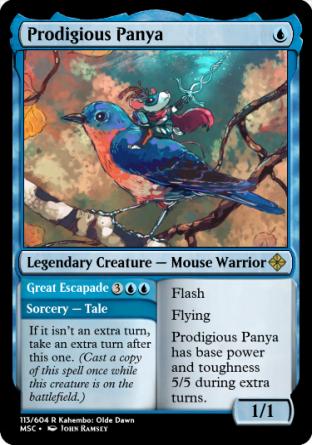 Prodigious Panya
Legendary Creature — Mouse Warrior
Great Escapade 3
Sorcery — Tale
If it isn't an extra turn,
take an extra turn after
this one. (Cast a copy
of this spell once while
this creature is on the
battlefield.)
Flash
Flying
Prodigious Panya
has base power
and toughness
5/5 during extra
turns.
1/1
113/604 R Kahembo: Olde Dawn
MSC • John Ramsey